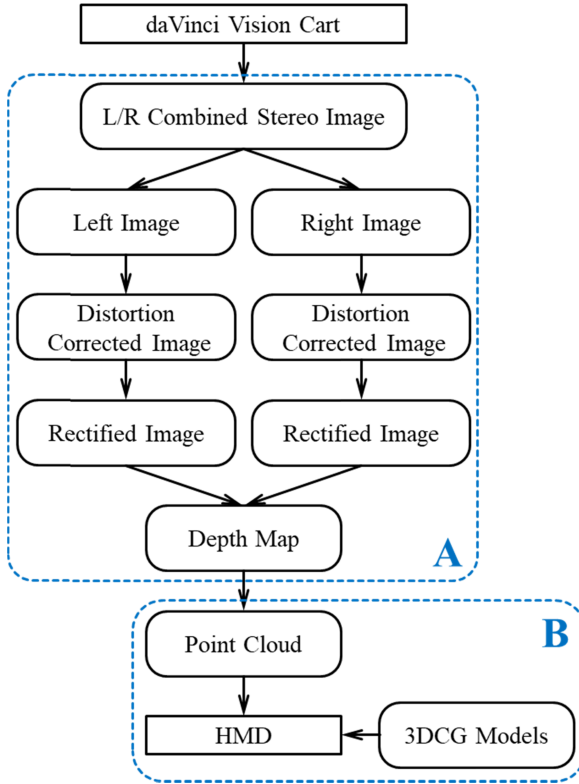 daVinci Vision Cart
L/R Combined Stereo Image
Left Image
Right Image
Distortion
Corrected Image
Distortion
Corrected Image
Rectified Image
Rectified Image
Depth Map
A
Point Cloud
B
HMD
3DCG Models